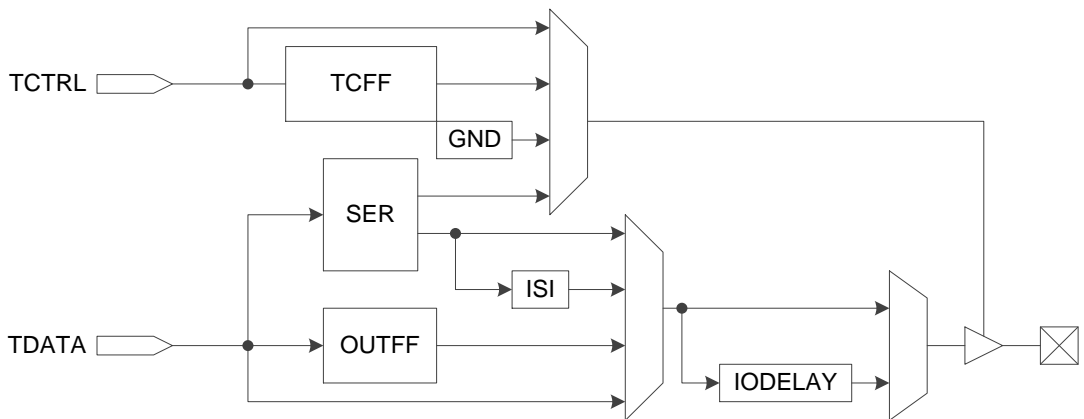 TCTRL
TCFF
GND
SER
ISI
TDATA
OUTFF
IODELAY